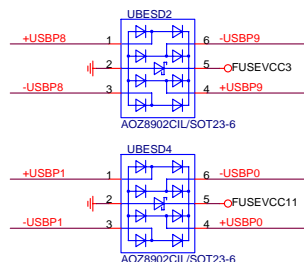 UBESD2
+USBP8 1 6 -USBP9
2 5 FUSEVCC3
-USBP8 3 4 +USBP9
AOZ8902CIL/SOT23-6
UBESD4
+USBP1 1 6 -USBP0
2 5 FUSEVCC11
-USBP1 3 4 +USBP0
AOZ8902CIL/SOT23-6